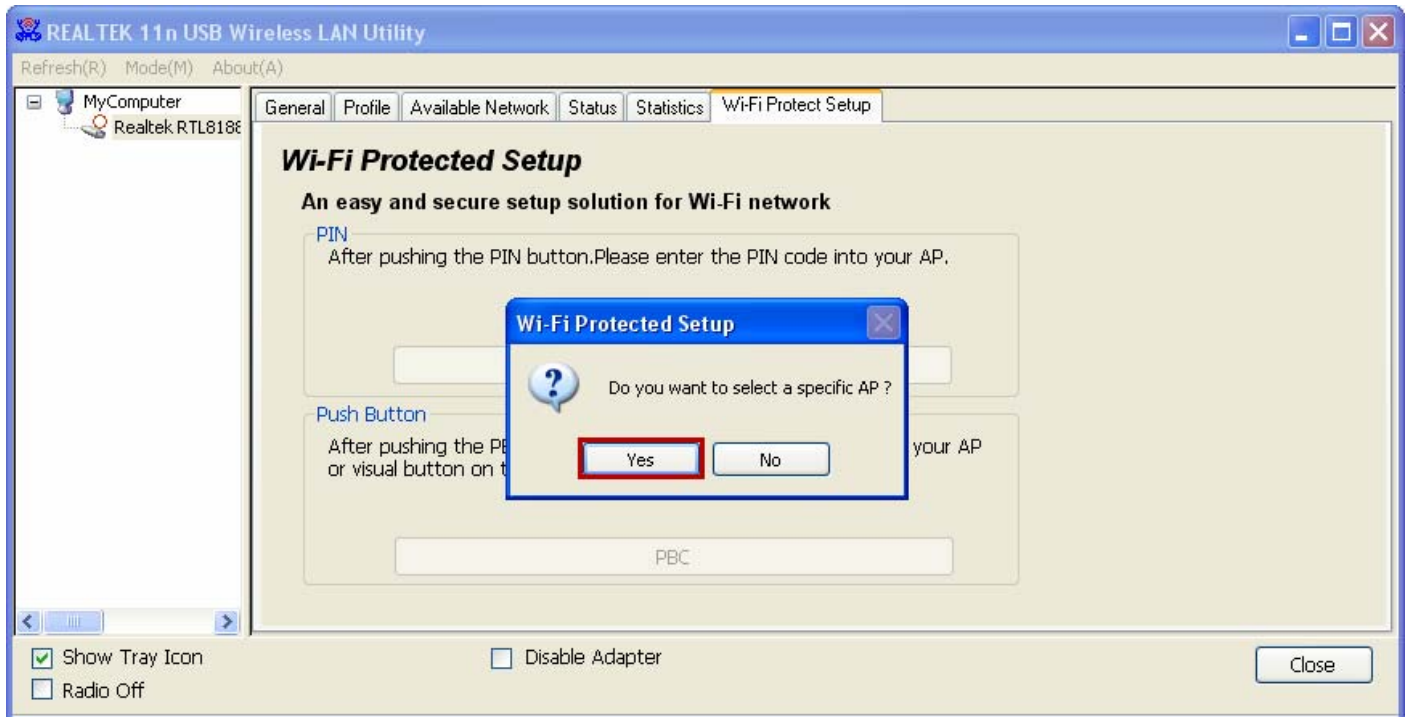 REALTEK 11n USB Wireless LAN Utility
Refresh(R) Mode(M) About(A)
MyComputer
Realtek RTL8188
General Profile Available Network Status Statistics Wi-Fi Protect Setup
Wi-Fi Protected Setup
An easy and secure setup solution for Wi-Fi network
PIN
After pushing the PIN button.Please enter the PIN code into your AP.
Wi-Fi Protected Setup
Do you want to select a specific AP ?
Yes No
Push Button
After pushing the your AP
or visual button on
PBC
Show Tray Icon
Disable Adapter
Radio Off
Close